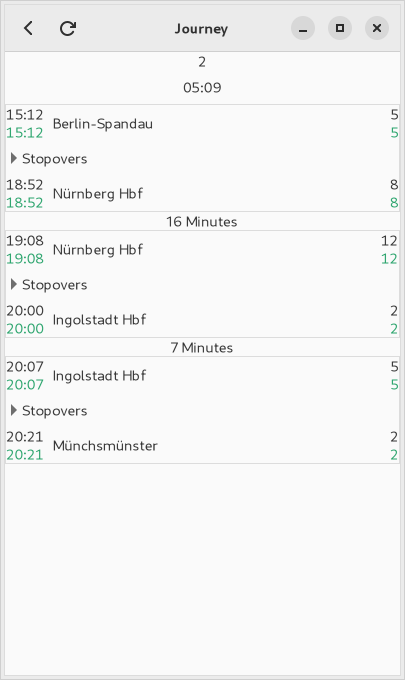 Journey
2
05:09
15:12 Berlin-Spandau 5
15:12 5
Stopovers
18:52 Nürnberg Hbf 8
18:52 8
16 Minutes
19:08 Nürnberg Hbf 12
19:08 12
Stopovers
20:00 Ingolstadt Hbf 2
20:00 2
7 Minutes
20:07 Ingolstadt Hbf 5
20:07 5
Stopovers
20:21 Münchsmünster 2
20:21 2